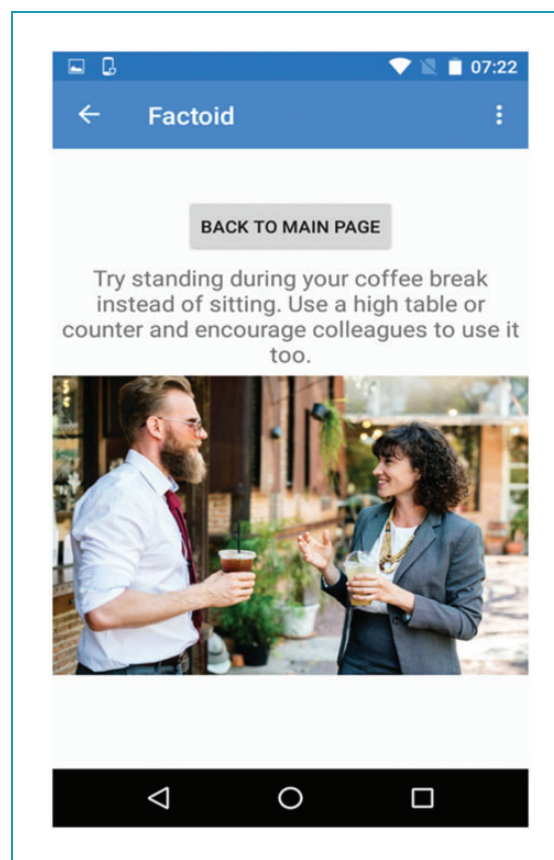 07:22
Factoid
BACK TO MAIN PAGE
Try standing during your coffee break
instead of sitting. Use a high table or
counter and encourage colleagues to use it
too.